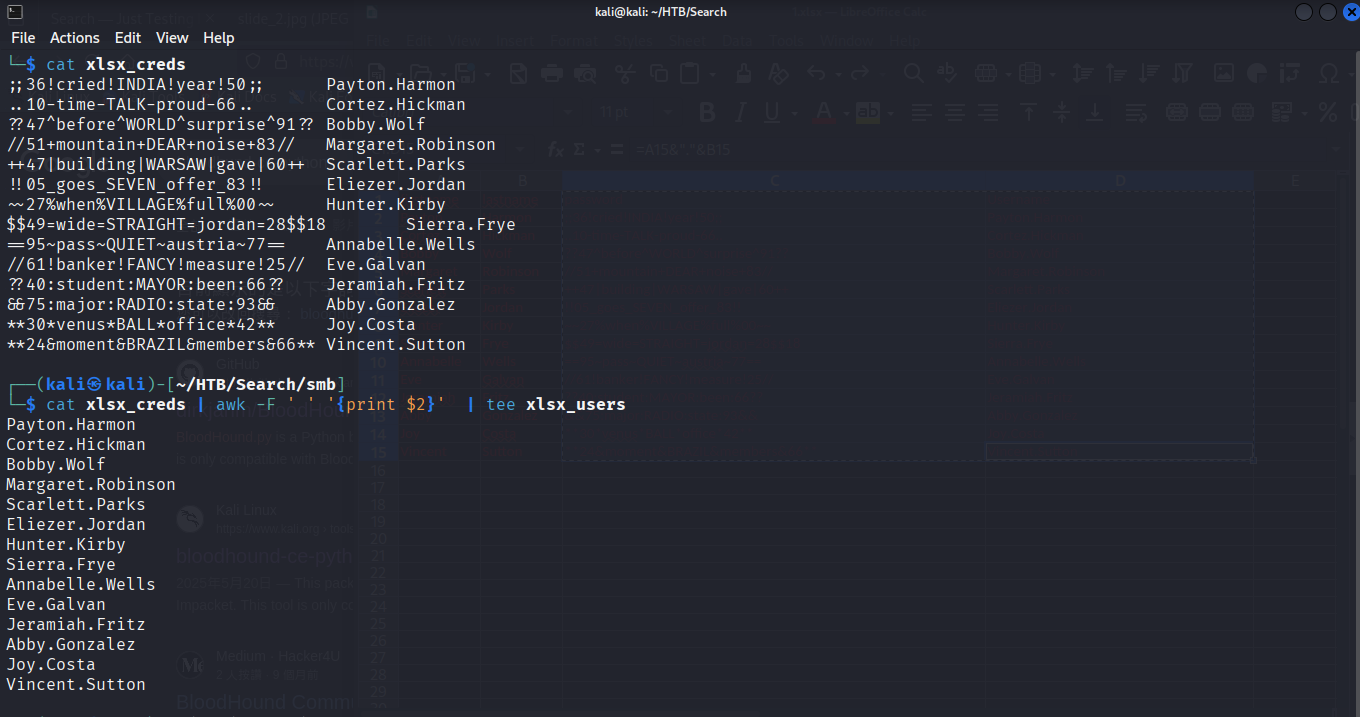 kali@kali: ~/HTB/Search
File Actions Edit View Help
└─$ cat xlsx_creds
;;36!cried!INDIA!year!50;; Payton.Harmon
..10-time-TALK-proud-66.. Cortez.Hickman
??47^before^WORLD^surprise^91?? Bobby.Wolf
//51+mountain+DEAR+noise+83// Margaret.Robinson
++47|building|WARSAW|gave|60++ Scarlett.Parks
!!05_goes_SEVEN_offer_83!! Eliezer.Jordan
~~27%when%VILLAGE%full%00~~ Hunter.Kirby
$$49=wide=STRAIGHT=jordan=28$$18 Sierra.Frye
==95~pass~QUIET~austria~77== Annabelle.Wells
//61!banker!FANCY!measure!25// Eve.Galvan
??40:student:MAYOR:been:66?? Jeramiah.Fritz
&&75:major:RADIO:state:93&& Abby.Gonzalez
**30*venus*BALL*office*42** Joy.Costa
**24&moment&BRAZIL&members&66** Vincent.Sutton
┌──(kali㉿kali)-[~/HTB/Search/smb]
└─$ cat xlsx_creds | awk -F ' ' '{print $2}' | tee xlsx_users
Payton.Harmon
Cortez.Hickman
Bobby.Wolf
Margaret.Robinson
Scarlett.Parks
Eliezer.Jordan
Hunter.Kirby
Sierra.Frye
Annabelle.Wells
Eve.Galvan
Jeramiah.Fritz
Abby.Gonzalez
Joy.Costa
Vincent.Sutton